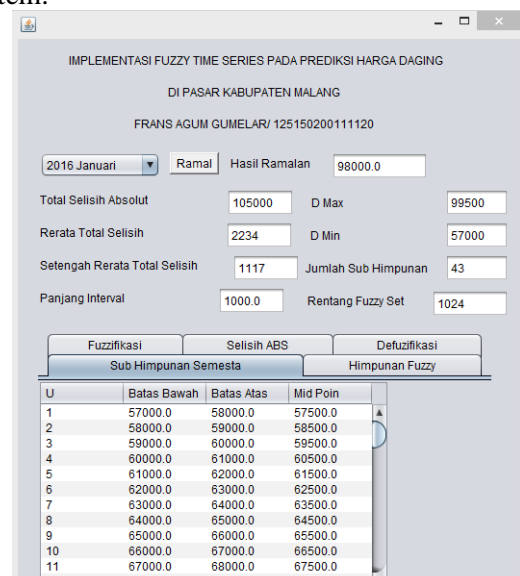 IMPLEMENTASI FUZZY TIME SERIES PADA PREDIKSI HARGA DAGING
DI PASAR KABUPATEN MALANG
FRANS AGUM GUMELAR/ 125150200111120
2016 Januari Ramal Hasil Ramalan 98000.0
Total Selisih Absolut 105000 D Max 99500
Rerata Total Selisih 2234 D Min 57000
Setengah Rerata Total Selisih 1117 Jumlah Sub Himpunan 43
Panjang Interval 1000.0 Rentang Fuzzy Set 1024
Fuzzifikasi Selisih ABS Defuzifikasi
Sub Himpunan Semesta Himpunan Fuzzy
U Batas Bawah Batas Atas Mid Poin
1 57000.0 58000.0 57500.0
2 58000.0 59000.0 58500.0
3 59000.0 60000.0 59500.0
4 60000.0 61000.0 60500.0
5 61000.0 62000.0 61500.0
6 62000.0 63000.0 62500.0
7 63000.0 64000.0 63500.0
8 64000.0 65000.0 64500.0
9 65000.0 66000.0 65500.0
10 66000.0 67000.0 66500.0
11 67000.0 68000.0 67500.0